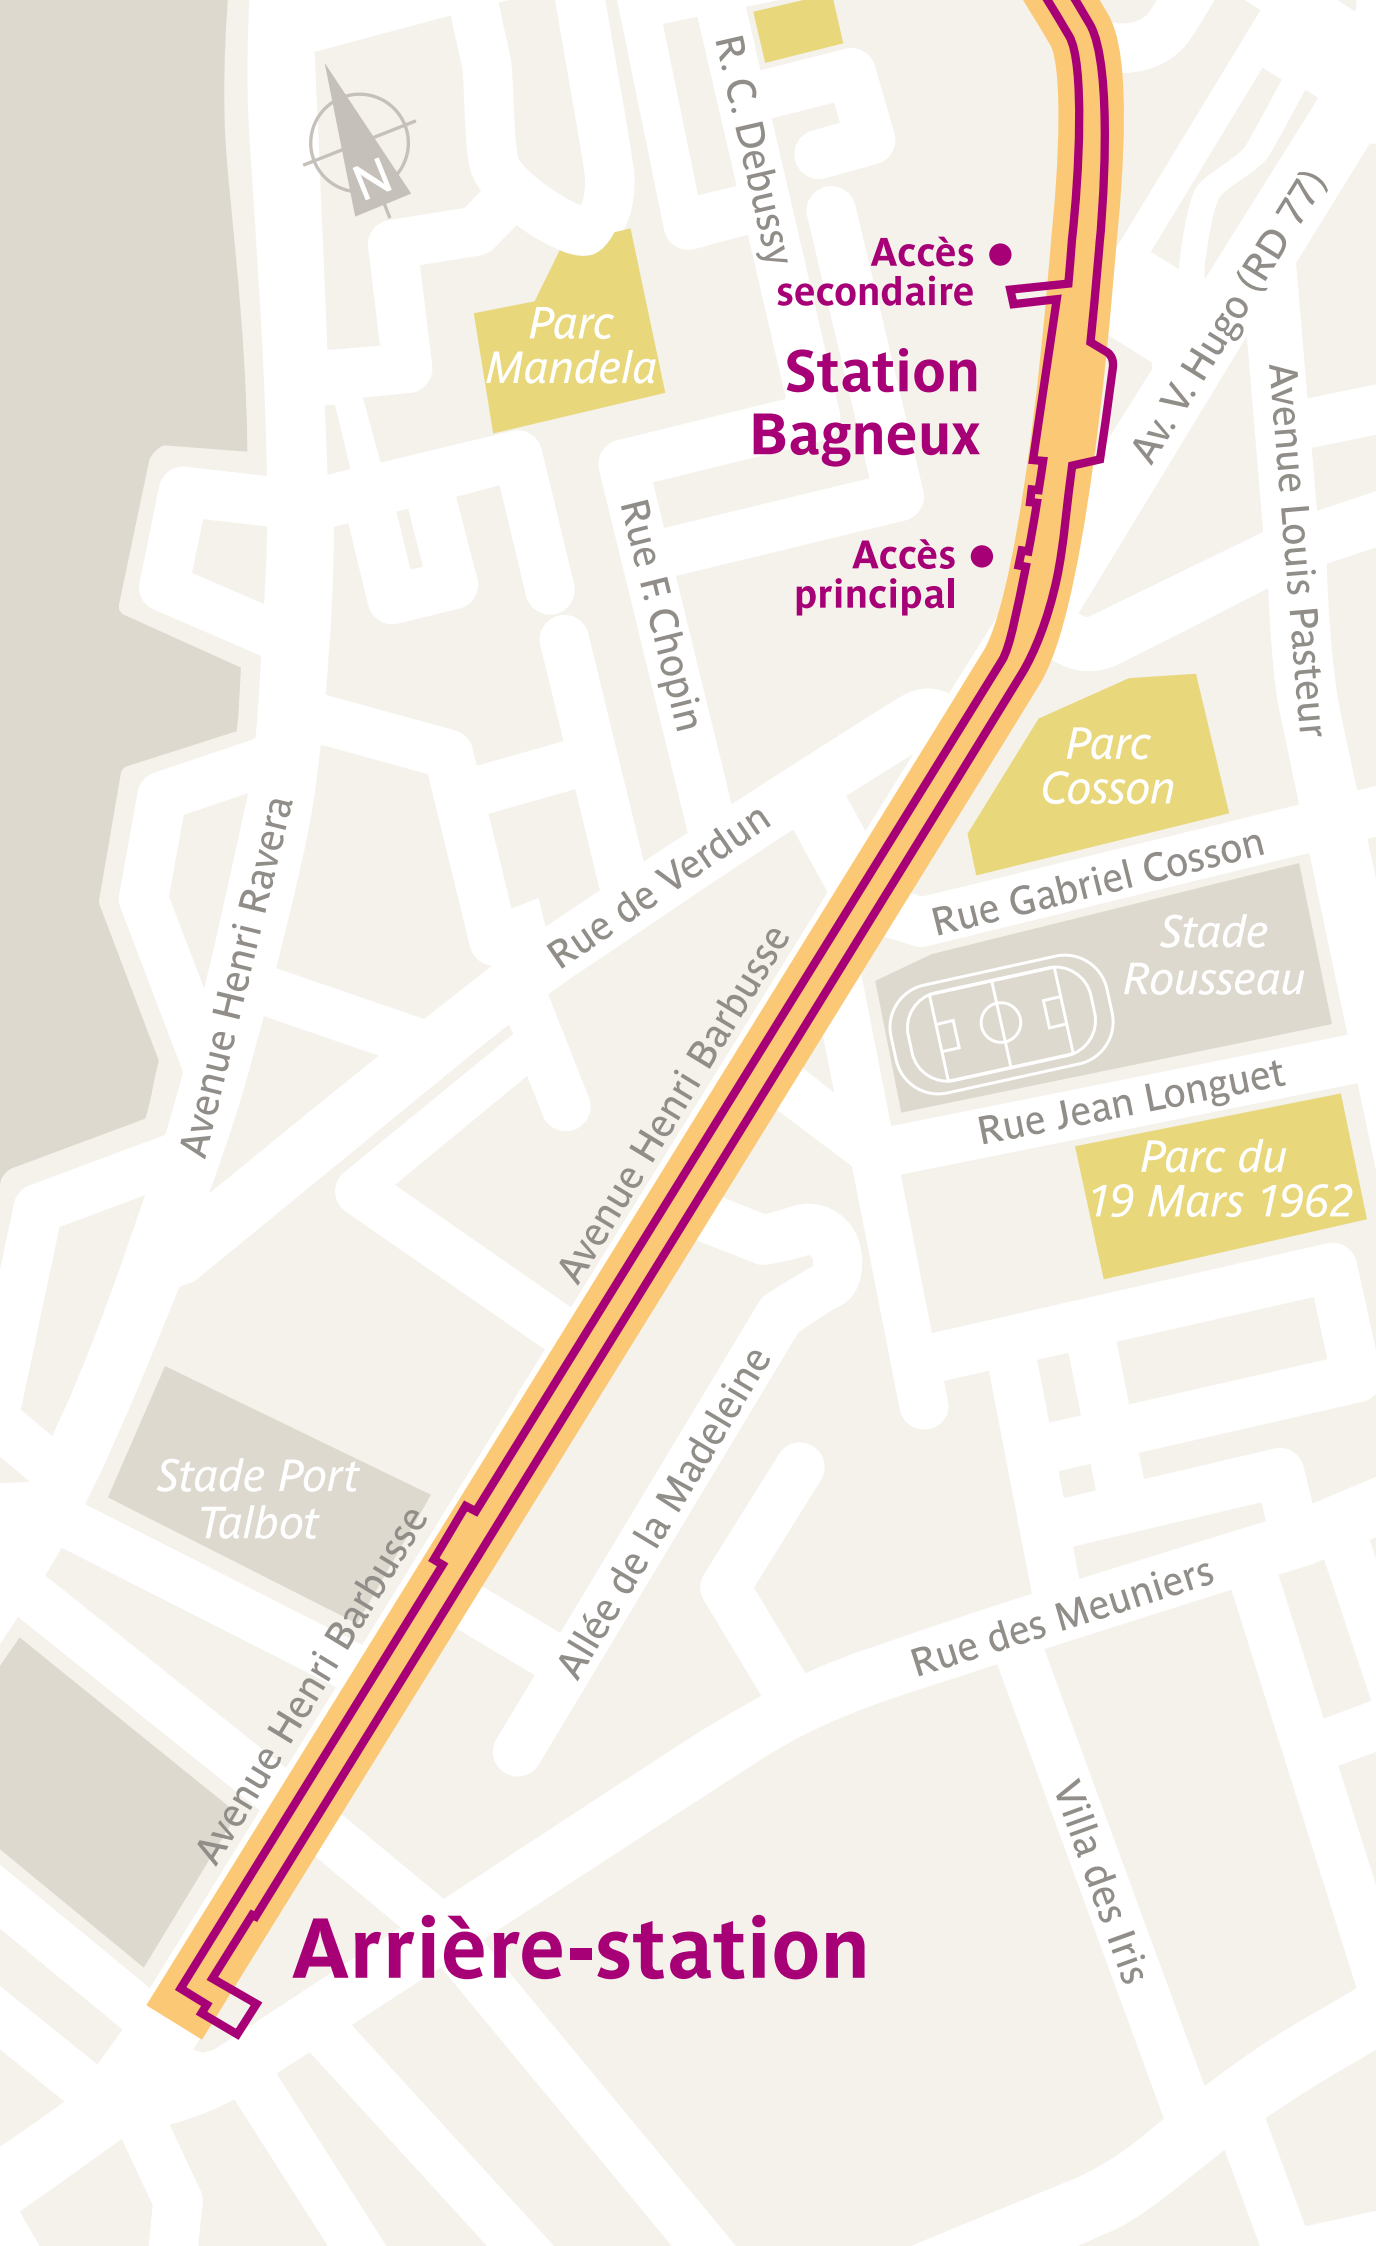 R. C. Debussy
N
Av. V. Hugo (RD 77)
Accès
secondaire
Parc
Mandela
Station
Bagneux
Avenue Louis Pasteur
Rue F. Chopin
Accès
principal
Parc
Cosson
Avenue Henri Ravera
Rue de Verdun
Rue Gabriel Cosson
Stade
Rousseau
Avenue Henri Barbusse
Rue Jean Longuet
Parc du
19 Mars 1962
Allée de la Madeleine
Stade Port
Talbot
Avenue Henri Barbusse
Rue des Meuniers
Villa des Iris
Arrière-station